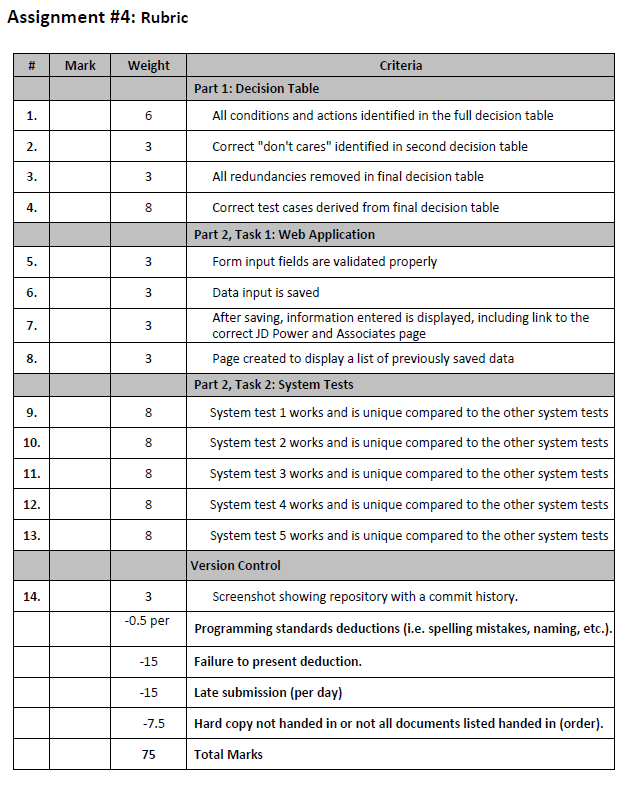 Assignment #4: Rubric
# Mark Weight Criteria
Part 1: Decision Table
1. 6 All conditions and actions identified in the full decision table
2. 3 Correct "don't cares" identified in second decision table
3. 3 All redundancies removed in final decision table
4. 8 Correct test cases derived from final decision table
Part 2, Task 1: Web Application
5. 3 Form input fields are validated properly
6. 3 Data input is saved
7. 3 After saving, information entered is displayed, including link to the
correct JD Power and Associates page
8. 3 Page created to display a list of previously saved data
Part 2, Task 2: System Tests
9. 8 System test 1 works and is unique compared to the other system tests
10. 8 System test 2 works and is unique compared to the other system tests
11. 8 System test 3 works and is unique compared to the other system tests
12. 8 System test 4 works and is unique compared to the other system tests
13. 8 System test 5 works and is unique compared to the other system tests
Version Control
14. 3 Screenshot showing repository with a commit history.
-0.5 per Programming standards deductions (i.e. spelling mistakes, naming, etc.).
-15 Failure to present deduction.
-15 Late submission (per day)
-7.5 Hard copy not handed in or not all documents listed handed in (order).
75 Total Marks